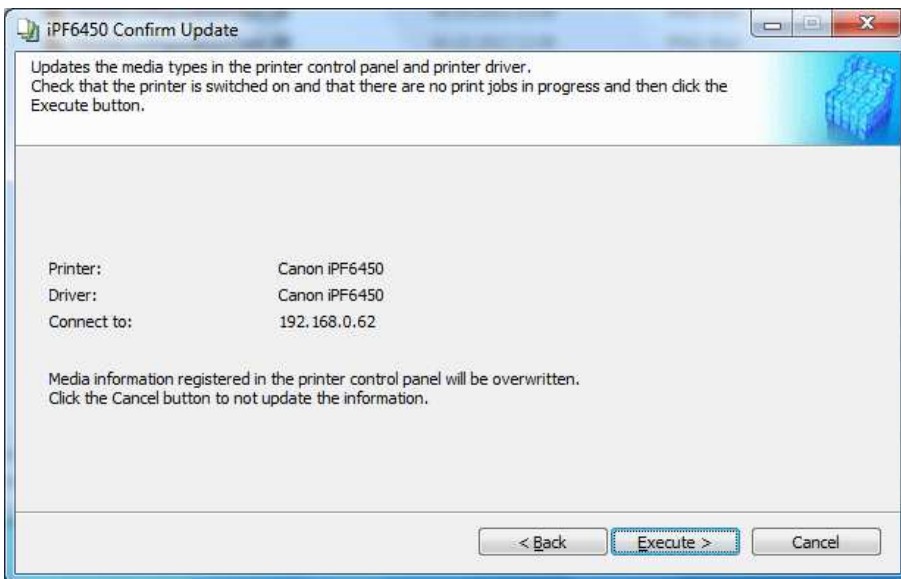 iPF6450 Confirm Update
Updates the media types in the printer control panel and printer driver.
Check that the printer is switched on and that there are no print jobs in progress and then click the
Execute button.
Printer: Canon iPF6450
Driver: Canon iPF6450
Connect to: 192.168.0.62
Media information registered in the printer control panel will be overwritten.
Click the Cancel button to not update the information.
< Back Execute > Cancel